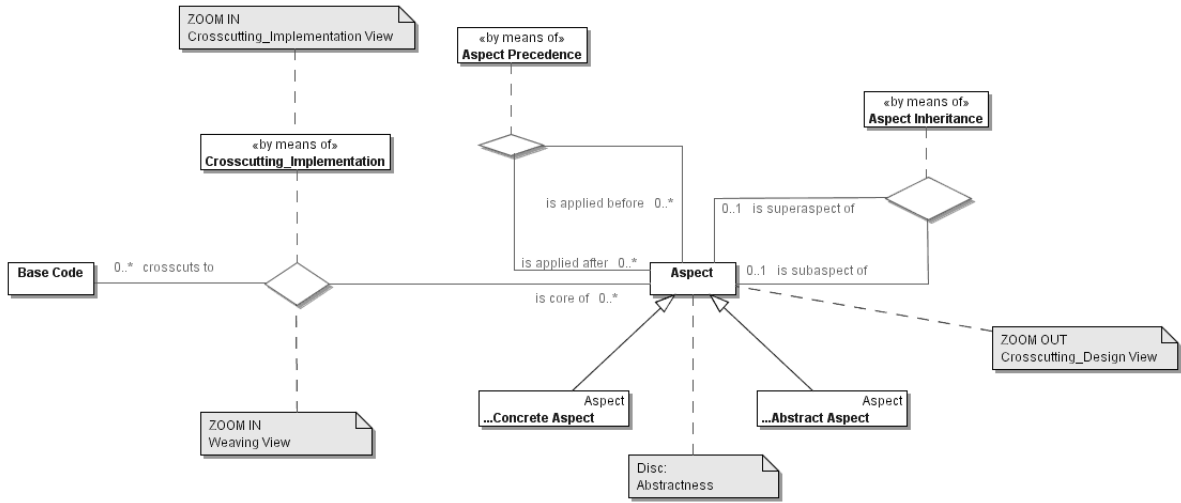 ZOOM IN
Crosscutting_Implementation View
«by means of»
Aspect Precedence
«by means of»
Aspect Inheritance
«by means of»
Crosscutting_Implementation
is applied before 0..*
0..1 is superaspect of
Base Code
0..* crosscuts to
is applied after 0..*
Aspect
0..1 is subaspect of
is core of 0..*
ZOOM OUT
Crosscutting_Design View
Aspect
...Concrete Aspect
Aspect
...Abstract Aspect
ZOOM IN
Weaving View
Disc:
Abstractness